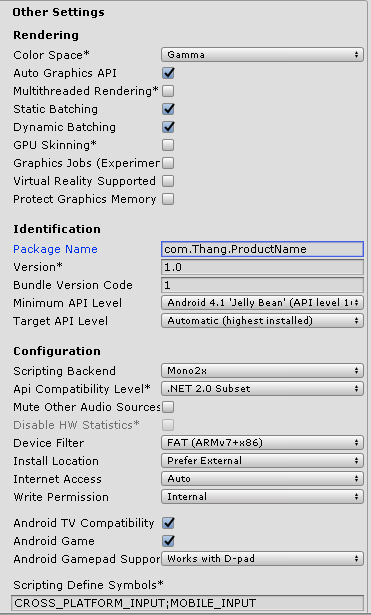 Other Settings
Rendering
Color Space* Gamma
Auto Graphics API
Multithreaded Rendering*
Static Batching
Dynamic Batching
GPU Skinning*
Graphics Jobs (Experimen
Virtual Reality Supported
Protect Graphics Memory
Identification
Package Name com.Thang.ProductName
Version* 1.0
Bundle Version Code 1
Minimum API Level Android 4.1 'Jelly Bean' (API level 1
Target API Level Automatic (highest installed)
Configuration
Scripting Backend Mono2x
Api Compatibility Level* .NET 2.0 Subset
Mute Other Audio Sources
Disable HW Statistics*
Device Filter FAT (ARMv7+x86)
Install Location Prefer External
Internet Access Auto
Write Permission Internal
Android TV Compatibility
Android Game
Android Gamepad Suppor Works with D-pad
Scripting Define Symbols*
CROSS_PLATFORM_INPUT;MOBILE_INPUT